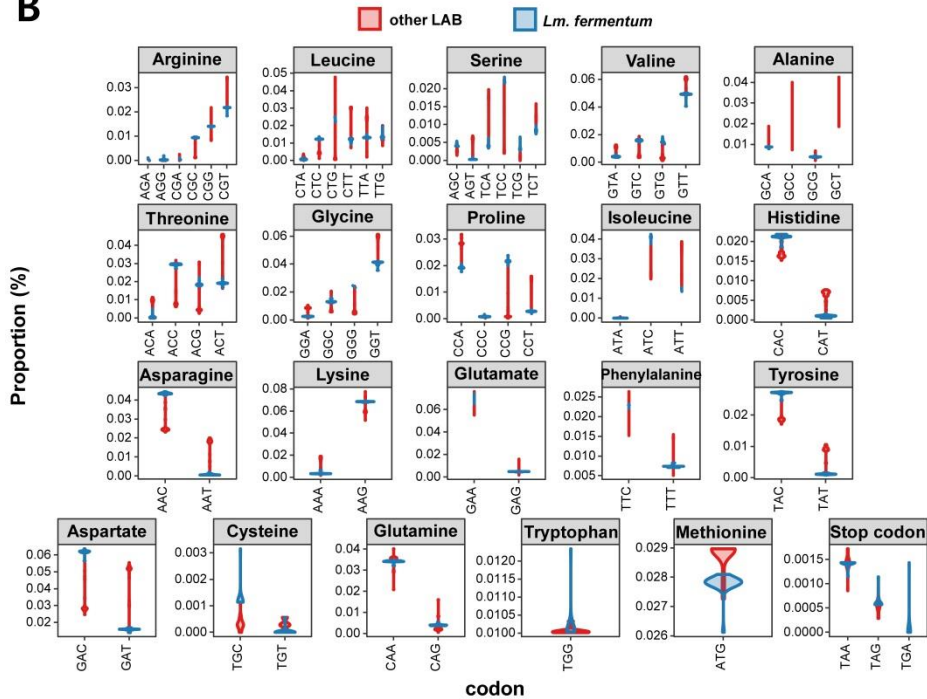 B
other LAB Lm. fermentum
Proportion (%)
Arginine Leucine Serine Valine Alanine
0.03 0.02 0.01 0.00
0.05 0.04 0.03 0.02 0.01 0.00
0.020 0.015 0.010 0.005 0.000
0.06 0.04 0.02 0.00
0.04 0.03 0.02 0.01 0.00
AGA AGG CGA CGC CGG CGT
CTA CTC CTG CTT TTA TTG
AGC AGT TCA TCC TCG TCT
GTA GTC GTG GTT
GCA GCC GCG GCT
Threonine Glycine Proline Isoleucine Histidine
0.04 0.03 0.02 0.01 0.00
0.06 0.04 0.02 0.00
0.03 0.02 0.01 0.00
0.04 0.03 0.02 0.01 0.00
0.020 0.015 0.010 0.005 0.000
ACA ACC ACG ACT
GGA GGC GGG GGT
CCA CCC CCG CCT
ATA ATC ATT
CAC CAT
Asparagine Lysine Glutamate Phenylalanine Tyrosine
0.04 0.03 0.02 0.01 0.00
0.08 0.06 0.04 0.02 0.00
0.06 0.04 0.02 0.00
0.025 0.020 0.015 0.010 0.005
0.02 0.01 0.00
AAC AAT
AAA AAG
GAA GAG
TTC TTT
TAC TAT
Aspartate Cysteine Glutamine Tryptophan Methionine Stop codon
0.06 0.05 0.04 0.03 0.02
0.003 0.002 0.001 0.000
0.04 0.03 0.02 0.01 0.00
0.0120 0.0115 0.0110 0.0105 0.0100
0.029 0.028 0.027 0.026
0.0015 0.0010 0.0005 0.0000
GAC GAT
TGC TGT
CAA CAG
TGG
ATG
TAA TAG TGA
codon